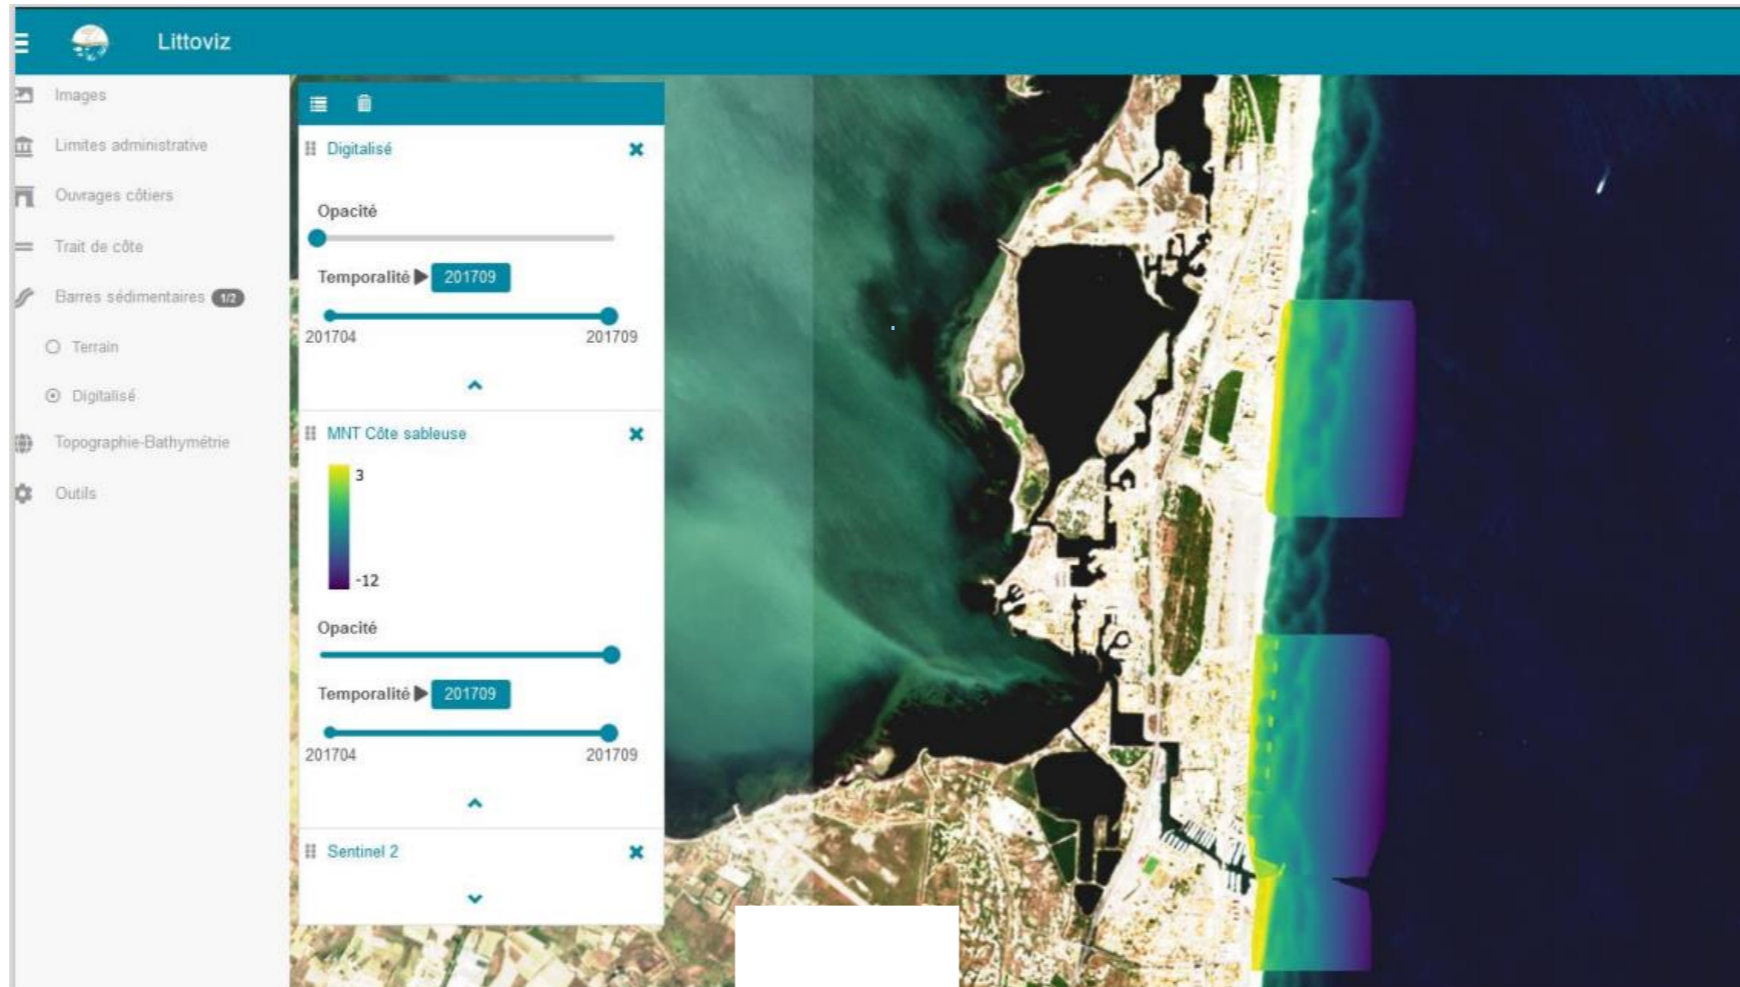 Littoviz
Images
Limites administrative
Ouvrages côtiers
Trait de côte
Barres sédimentaires 1/2
Terrain
Digitalisé
Topographie-Bathymétrie
Outils
Digitalisé
Opacité
Temporalité 201709
201704 201709
MNT Côte sableuse
3
-12
Opacité
Temporalité 201709
201704 201709
Sentinel 2